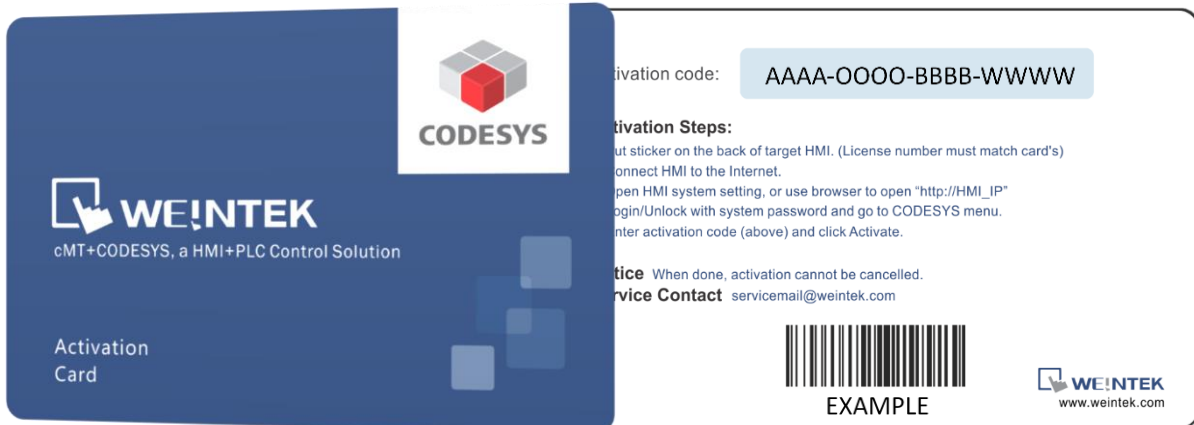 CODESYS
WEINTEK
cMT+CODESYS, a HMI+PLC Control Solution
Activation
Card
ivation code: AAAA-OOOO-BBBB-WWWW
tivation Steps:
ut sticker on the back of target HMI. (License number must match card's)
onnect HMI to the Internet.
pen HMI system setting, or use browser to open “http://HMI_IP”
ogin/Unlock with system password and go to CODESYS menu.
nter activation code (above) and click Activate.
tice When done, activation cannot be cancelled.
rvice Contact servicemail@weintek.com
EXAMPLE
WEINTEK
www.weintek.com